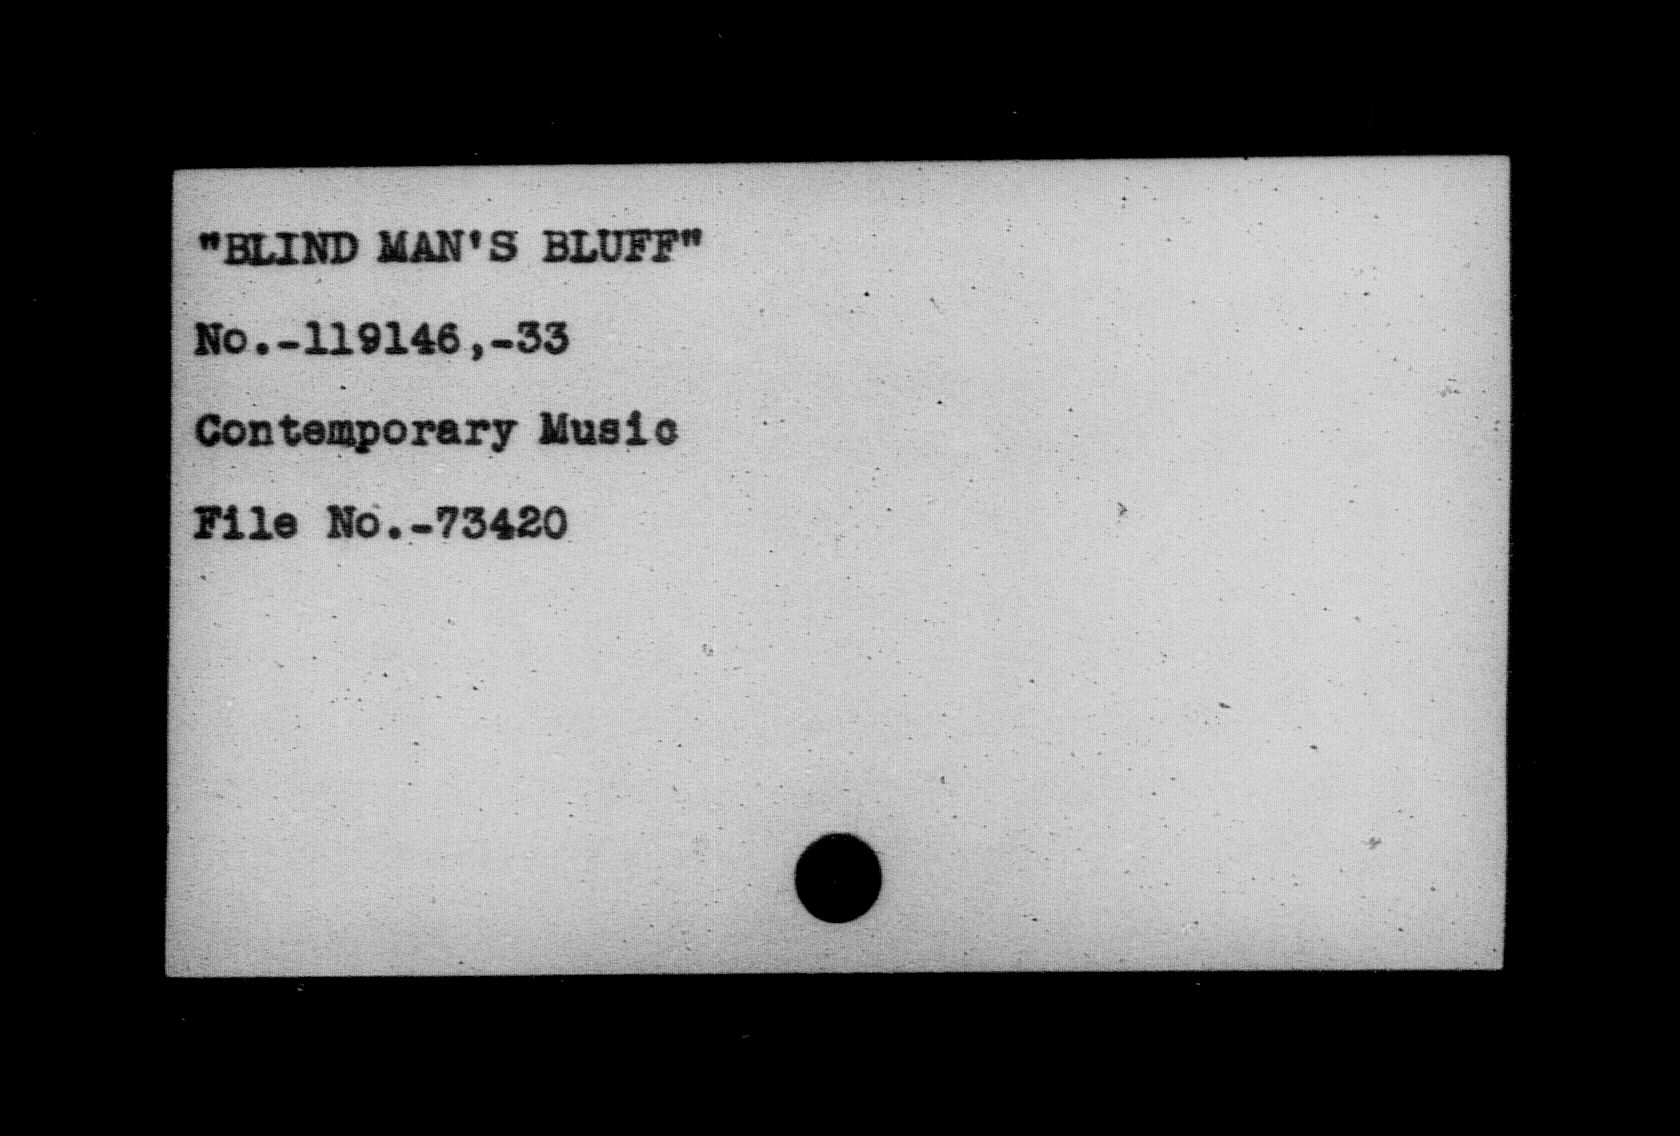 "BLIND MAN'S BLUFF"
No.-119146,-33
Contemporary Music
File No.-73420